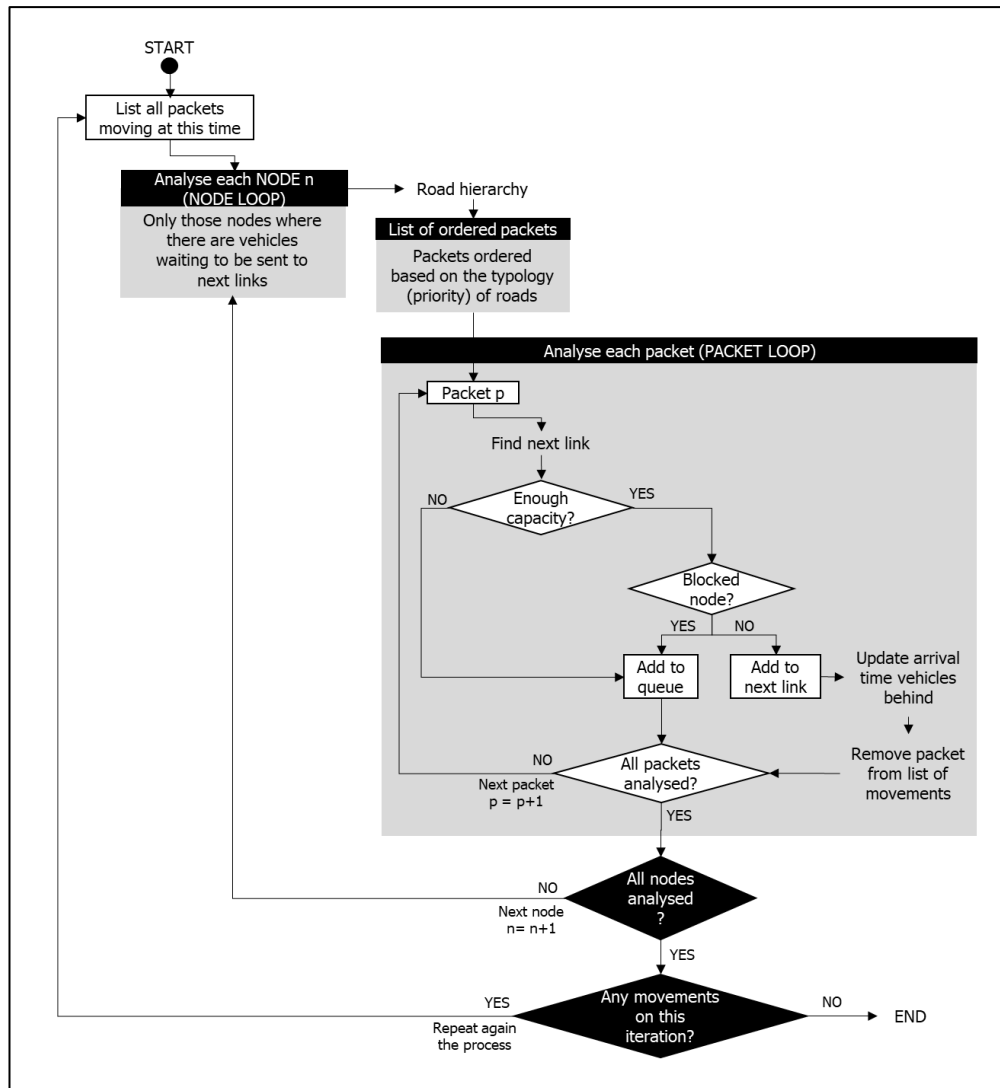 START
List all packets
moving at this time
Analyse each NODE n
(NODE LOOP)
Only those nodes where
there are vehicles
waiting to be sent to
next links
Road hierarchy
List of ordered packets
Packets ordered
based on the typology
(priority) of roads
Analyse each packet (PACKET LOOP)
Packet p
Find next link
NO
Enough
capacity?
YES
Blocked
node?
YES
NO
Add to
queue
Add to
next link
Update arrival
time vehicles
behind
Remove packet
from list of
movements
NO
Next packet
p = p+1
All packets
analysed?
YES
NO
Next node
n= n+1
All nodes
analysed
?
YES
YES
Repeat again
the process
Any movements
on this
iteration?
NO
END